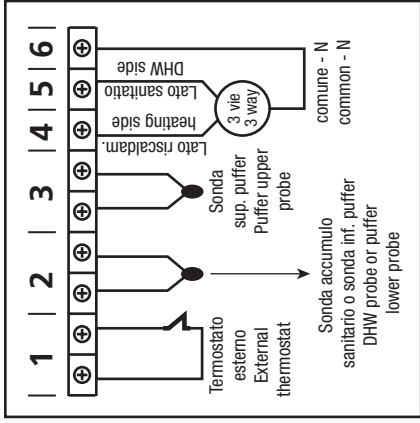 1 2 3 4 5 6
Termostato
esterno
External
thermostat
Sonda accumulo
sanitario o sonda inf. puffer
DHW probe or puffer
lower probe
Sonda
sup. puffer
Puffer upper
probe
Lato riscaldam.
heating side
Lato sanitatio
DHW side
3 vie
3 way
comune - N
common - N